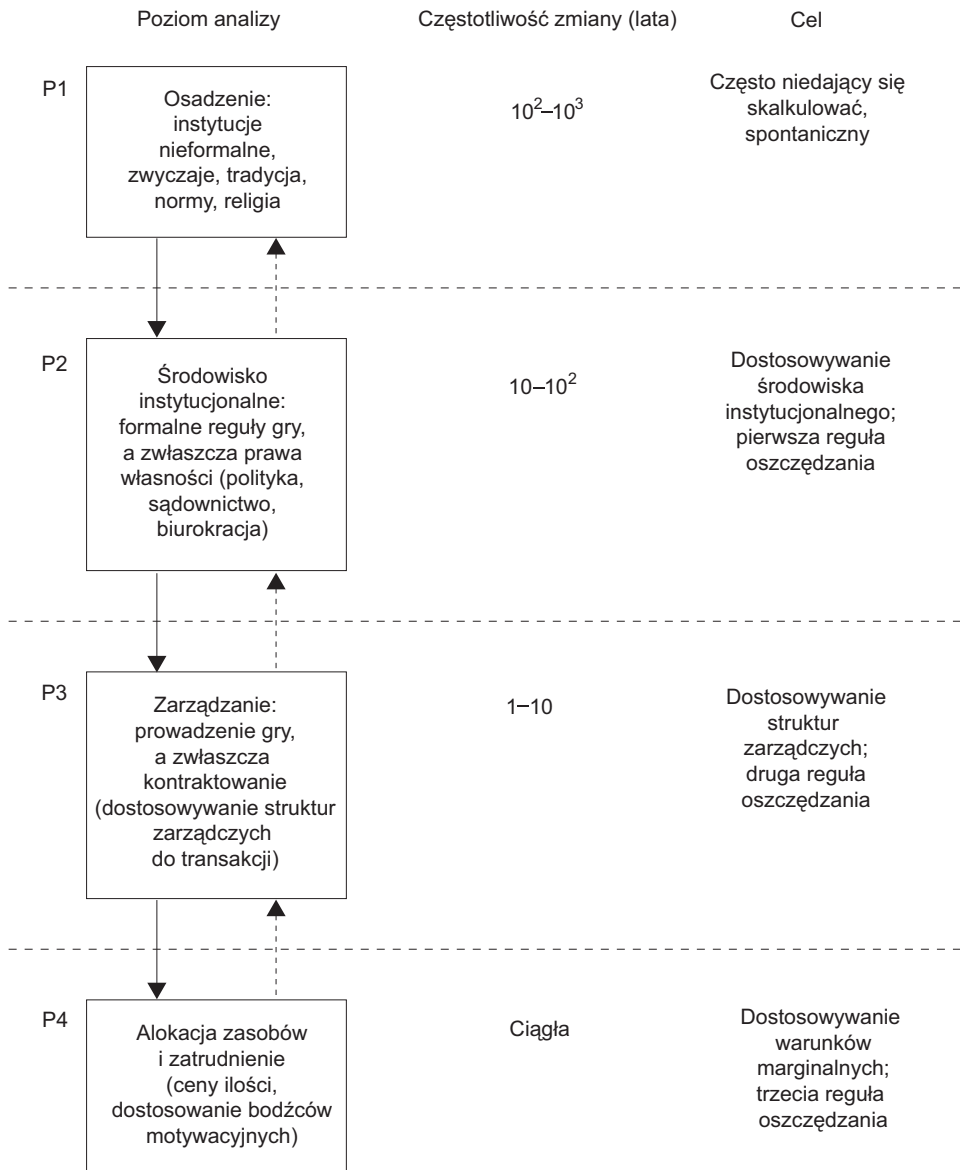 Poziom analizy
Częstotliwość zmiany (lata)
Cel
P1
Osadzenie:
instytucje
nieformalne,
zwyczaje, tradycja,
normy, religia
10²–10³
Często niedający się
skalkulować,
spontaniczny
P2
Środowisko
instytucjonalne:
formalne reguły gry,
a zwłaszcza prawa
własności (polityka,
sądownictwo,
biurokracja)
10–10²
Dostosowywanie
środowiska
instytucjonalnego;
pierwsza reguła
oszczędzania
P3
Zarządzanie:
prowadzenie gry,
a zwłaszcza
kontraktowanie
(dostosowywanie struktur
zarządczych
do transakcji)
1–10
Dostosowywanie
struktur
zarządczych;
druga reguła
oszczędzania
P4
Alokacja zasobów
i zatrudnienie
(ceny ilości,
dostosowanie bodźców
motywacyjnych)
Ciągła
Dostosowywanie
warunków
marginalnych;
trzecia reguła
oszczędzania